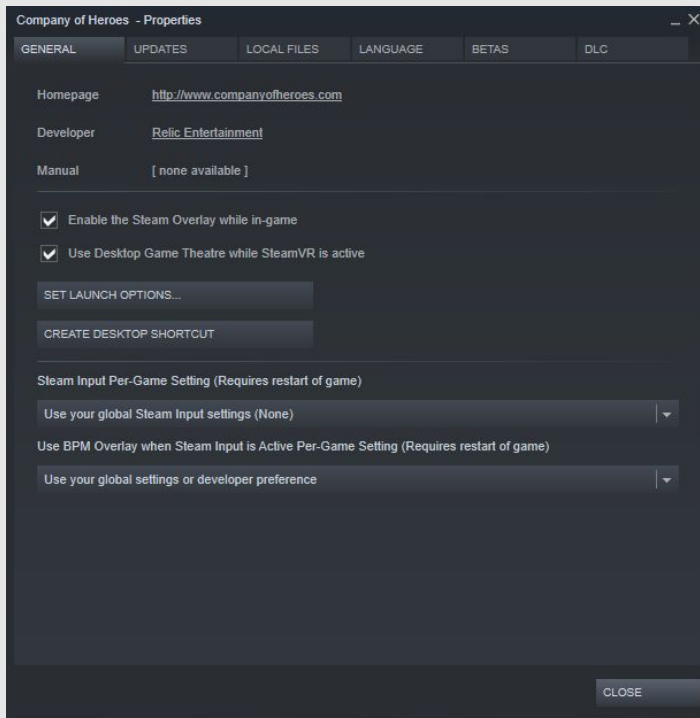 Company of Heroes - Properties
GENERAL UPDATES LOCAL FILES LANGUAGE BETAS DLC
Homepage http://www.companyofheroes.com
Developer Relic Entertainment
Manual [ none available ]
Enable the Steam Overlay while in-game
Use Desktop Game Theatre while SteamVR is active
SET LAUNCH OPTIONS...
CREATE DESKTOP SHORTCUT
Steam Input Per-Game Setting (Requires restart of game)
Use your global Steam Input settings (None)
Use BPM Overlay when Steam Input is Active Per-Game Setting (Requires restart of game)
Use your global settings or developer preference
CLOSE